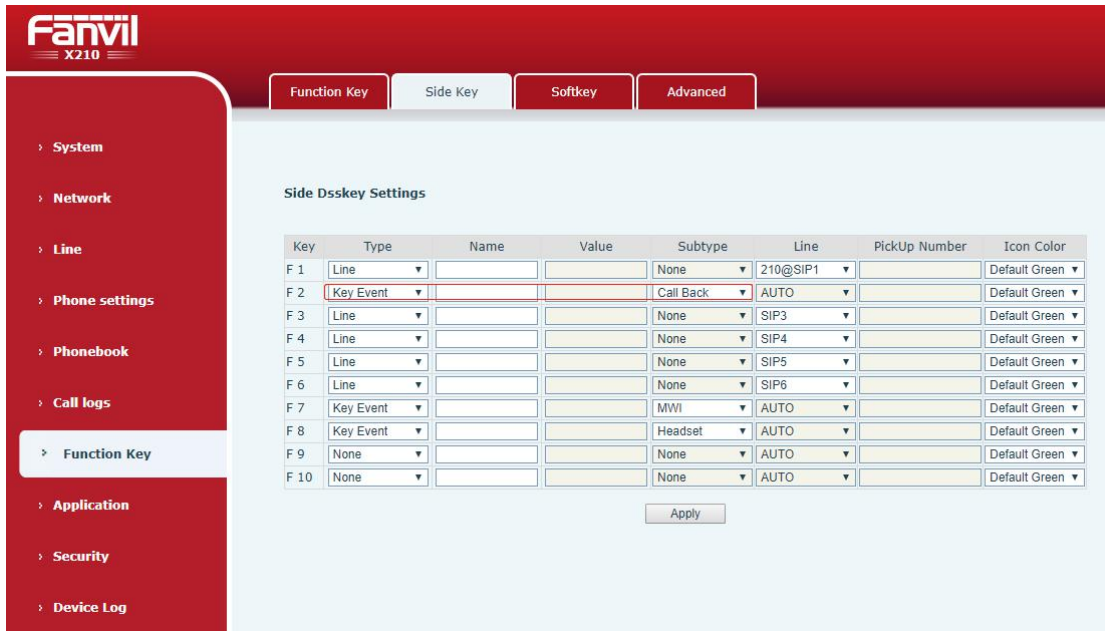 Fanvil
X210
Function Key Side Key Softkey Advanced
› System
› Network
› Line
› Phone settings
› Phonebook
› Call logs
› Function Key
› Application
› Security
› Device Log
Side Dsskey Settings
Key Type Name Value Subtype Line PickUp Number Icon Color
F 1 Line None 210@SIP1 Default Green
F 2 Key Event Call Back AUTO Default Green
F 3 Line None SIP3 Default Green
F 4 Line None SIP4 Default Green
F 5 Line None SIP5 Default Green
F 6 Line None SIP6 Default Green
F 7 Key Event MWI AUTO Default Green
F 8 Key Event Headset AUTO Default Green
F 9 None None AUTO Default Green
F 10 None None AUTO Default Green
Apply